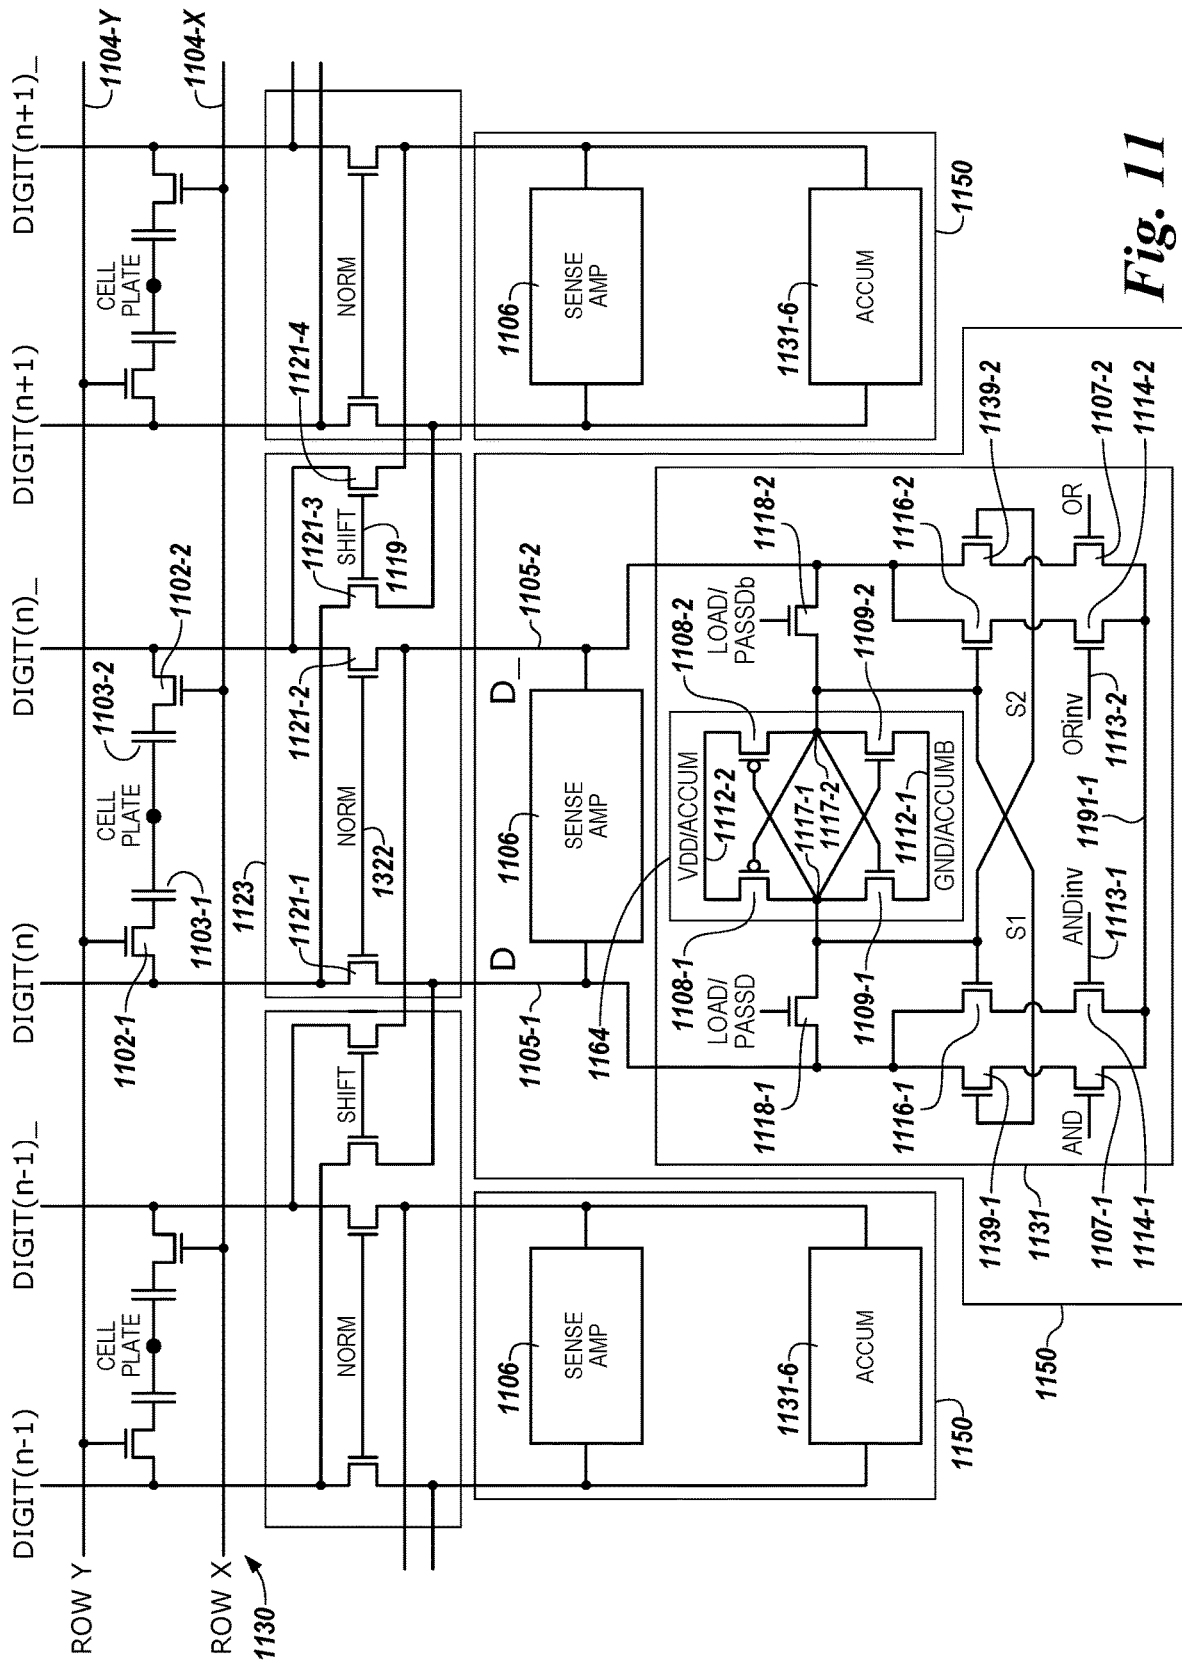 DIGIT(n-1)
DIGIT(n-1)_
DIGIT(n)
DIGIT(n)_
DIGIT(n+1)
DIGIT(n+1)_
ROW Y
1104-Y
CELL
PLATE
1102-1
1103-1
CELL
PLATE
1103-2
1102-2
CELL
PLATE
ROW X
1104-X
1130
1123
NORM
SHIFT
1121-1
NORM
1322
1121-2
1121-3
SHIFT
1119
1121-4
NORM
1105-1
D
D_
1105-2
1106
SENSE
AMP
1106
SENSE
AMP
1106
SENSE
AMP
1131-6
ACCUM
1131-6
ACCUM
1150
1150
1164
VDD/ACCUM
1112-2
1108-1
1108-2
LOAD/
PASSD
LOAD/
PASSDb
1118-1
1118-2
1117-1
1117-2
1109-1
1109-2
1112-1
GND/ACCUMB
1116-1
1116-2
1139-1
1139-2
S1
S2
AND
ANDinv
1113-1
ORinv
1113-2
OR
1107-1
1107-2
1114-1
1114-2
1191-1
1131
1150
Fig. 11